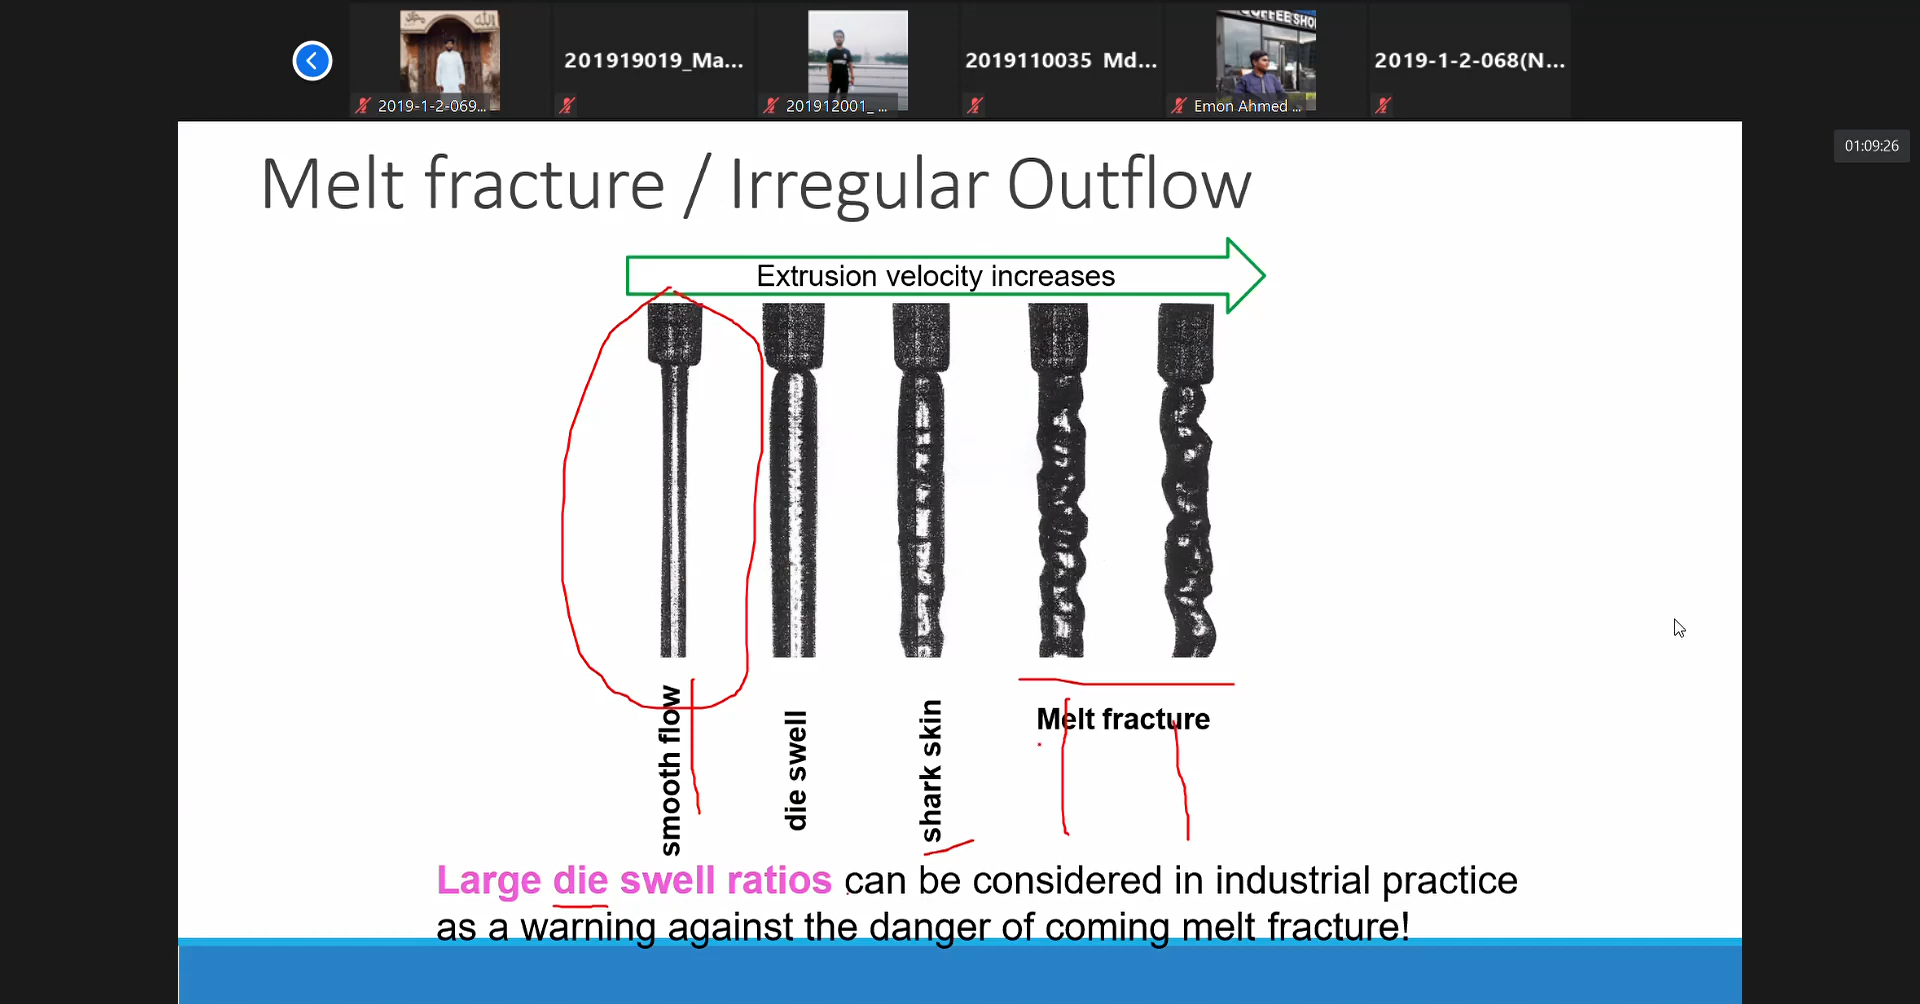 COFFEE SHO
201919019_Ma...
2019110035 Md...
2019-1-2-068(N...
2019-1-2-069...
201912001_ ...
Emon Ahmed ...
01:09:26
Melt fracture / Irregular Outflow
Extrusion velocity increases
smooth flow
die swell
shark skin
Melt fracture
Large die swell ratios can be considered in industrial practice
as a warning against the danger of coming melt fracture!